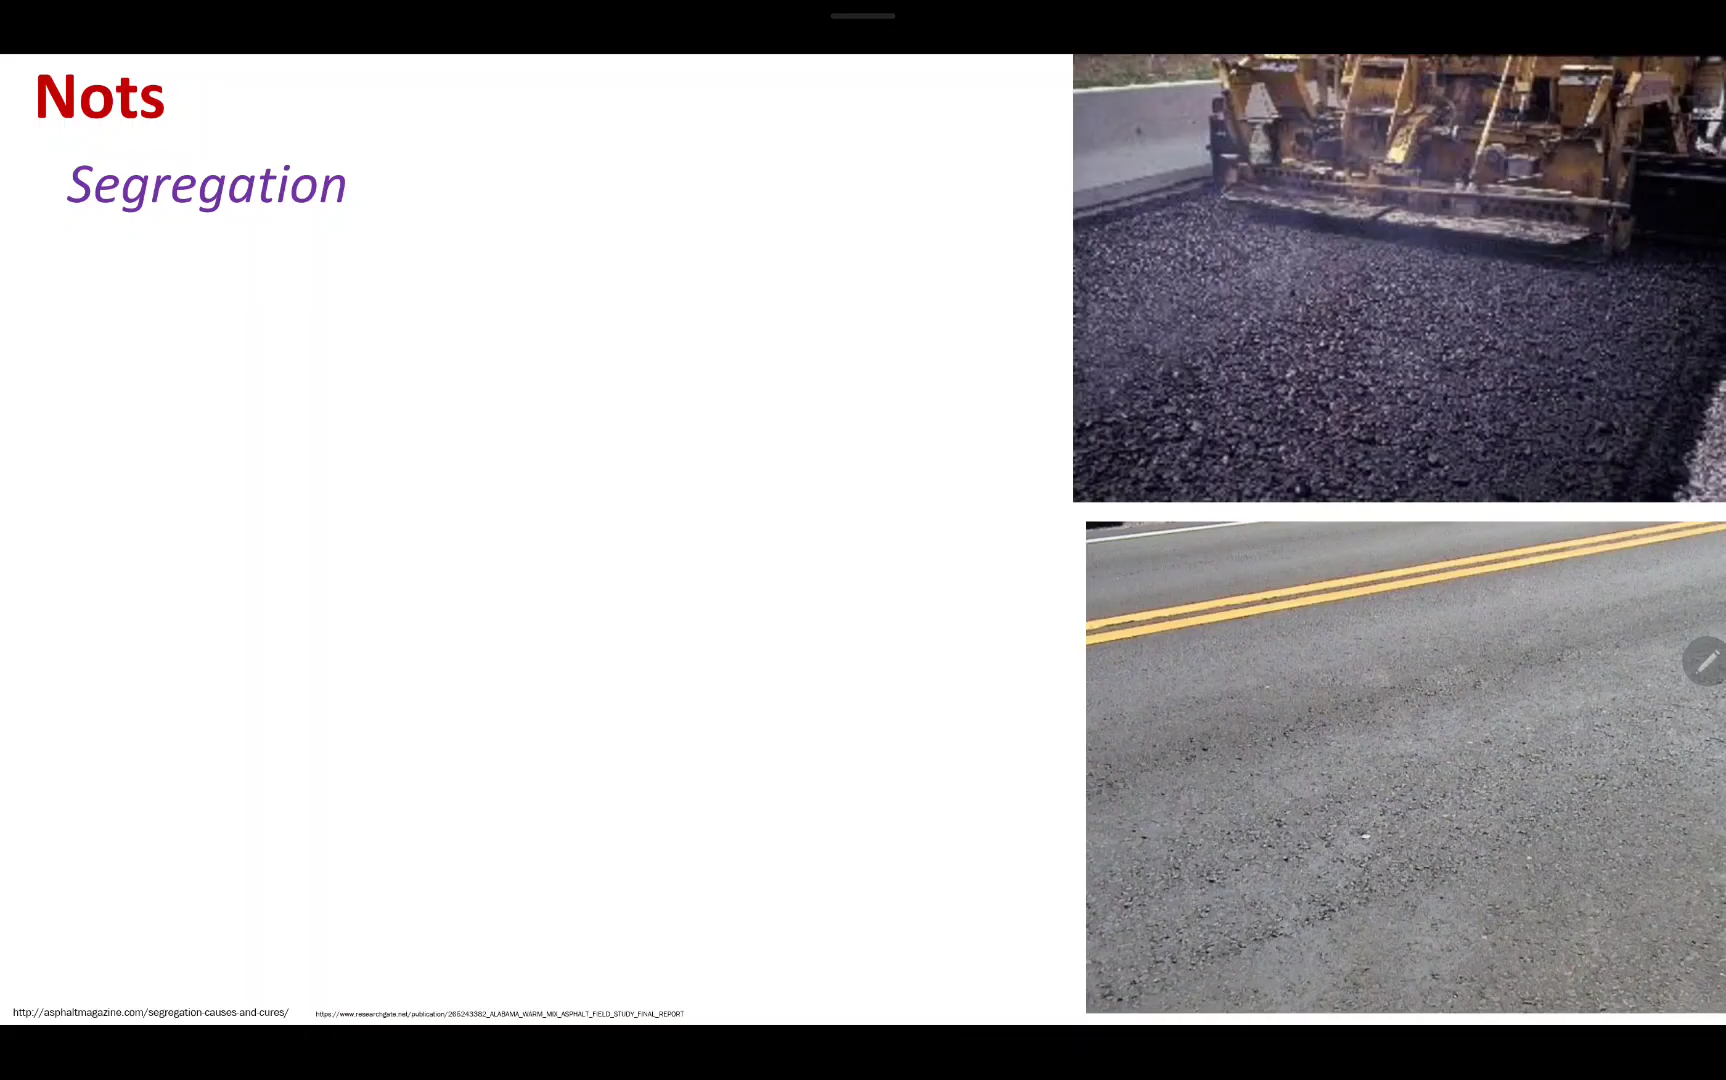 Nots
Segregation
http://asphaltmagazine.com/segregation-causes-and-cures/
https://www.researchgate.net/publication/265243382_ALABAMA_WARM_MIX_ASPHALT_FIELD_STUDY_FINAL_REPORT